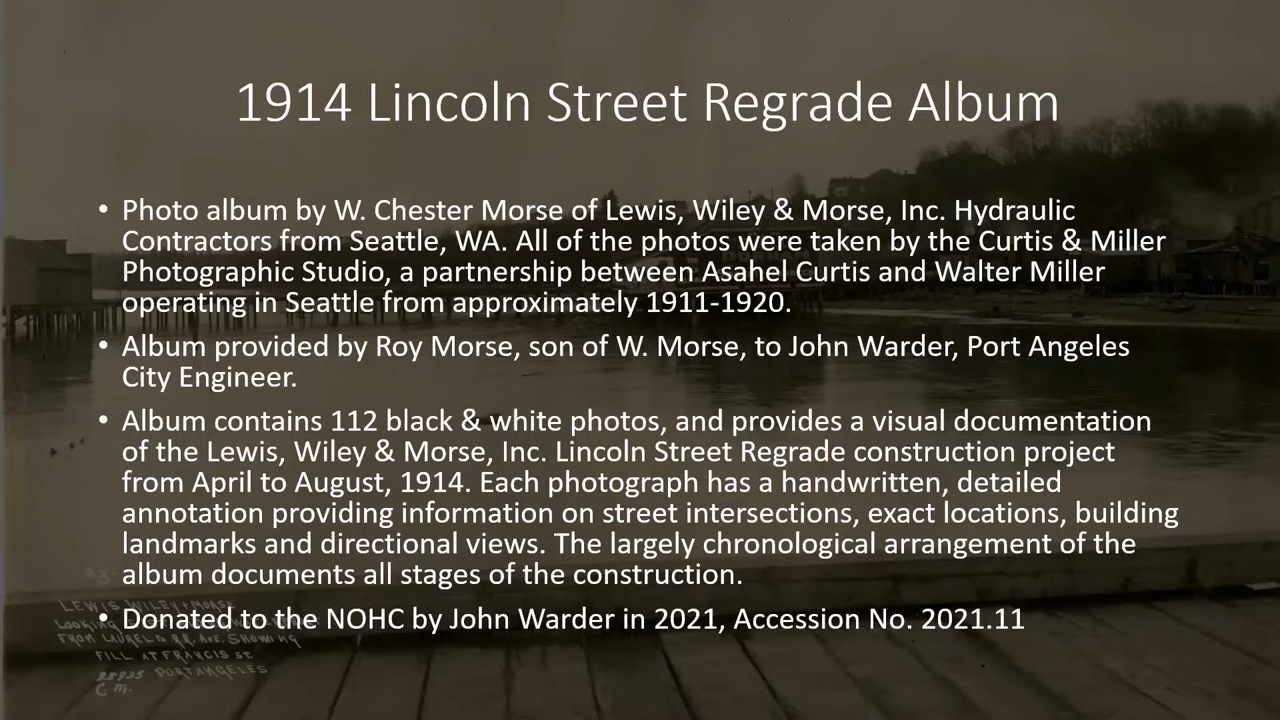 1914 Lincoln Street Regrade Album
• Photo album by W. Chester Morse of Lewis, Wiley & Morse, Inc. Hydraulic
Contractors from Seattle, WA. All of the photos were taken by the Curtis & Miller
Photographic Studio, a partnership between Asahel Curtis and Walter Miller
operating in Seattle from approximately 1911-1920.
• Album provided by Roy Morse, son of W. Morse, to John Warder, Port Angeles
City Engineer.
• Album contains 112 black & white photos, and provides a visual documentation
of the Lewis, Wiley & Morse, Inc. Lincoln Street Regrade construction project
from April to August, 1914. Each photograph has a handwritten, detailed
annotation providing information on street intersections, exact locations, building
landmarks and directional views. The largely chronological arrangement of the
album documents all stages of the construction.
• Donated to the NOHC by John Warder in 2021, Accession No. 2021.11
LEWIS WILEY & MORSE
LOOKING
FROM LAUREL to R.R. AVE. SHOWING
FILL AT FRANCIS ST.
PORT ANGELES
C. M.